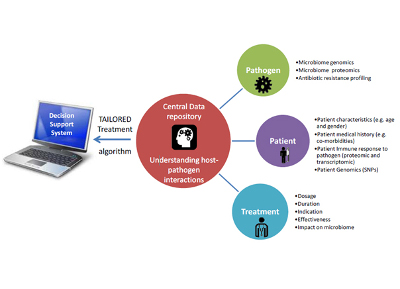 Decision
Support
System
TAILORED
Treatment
algorithm
Central Data
repository
Understanding host-
pathogen
interactions
Pathogen
•Microbiome genomics
•Microbiome proteomics
•Antibiotic resistance profiling
Patient
•Patient characteristics (e.g. age
and gender)
•Patient medical history (e.g.
co-morbidities)
•Patient Immune response to
pathogen (proteomic and
transcriptomic)
•Patient Genomics (SNPs)
Treatment
•Dosage
•Duration
•Indication
•Effectiveness
•Impact on microbiome